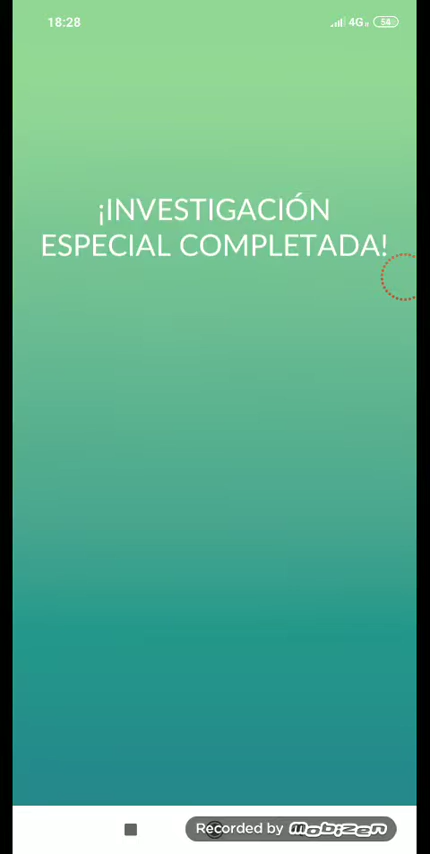 18:28
4G
54
¡INVESTIGACIÓN
ESPECIAL COMPLETADA!
Recorded by mobizen